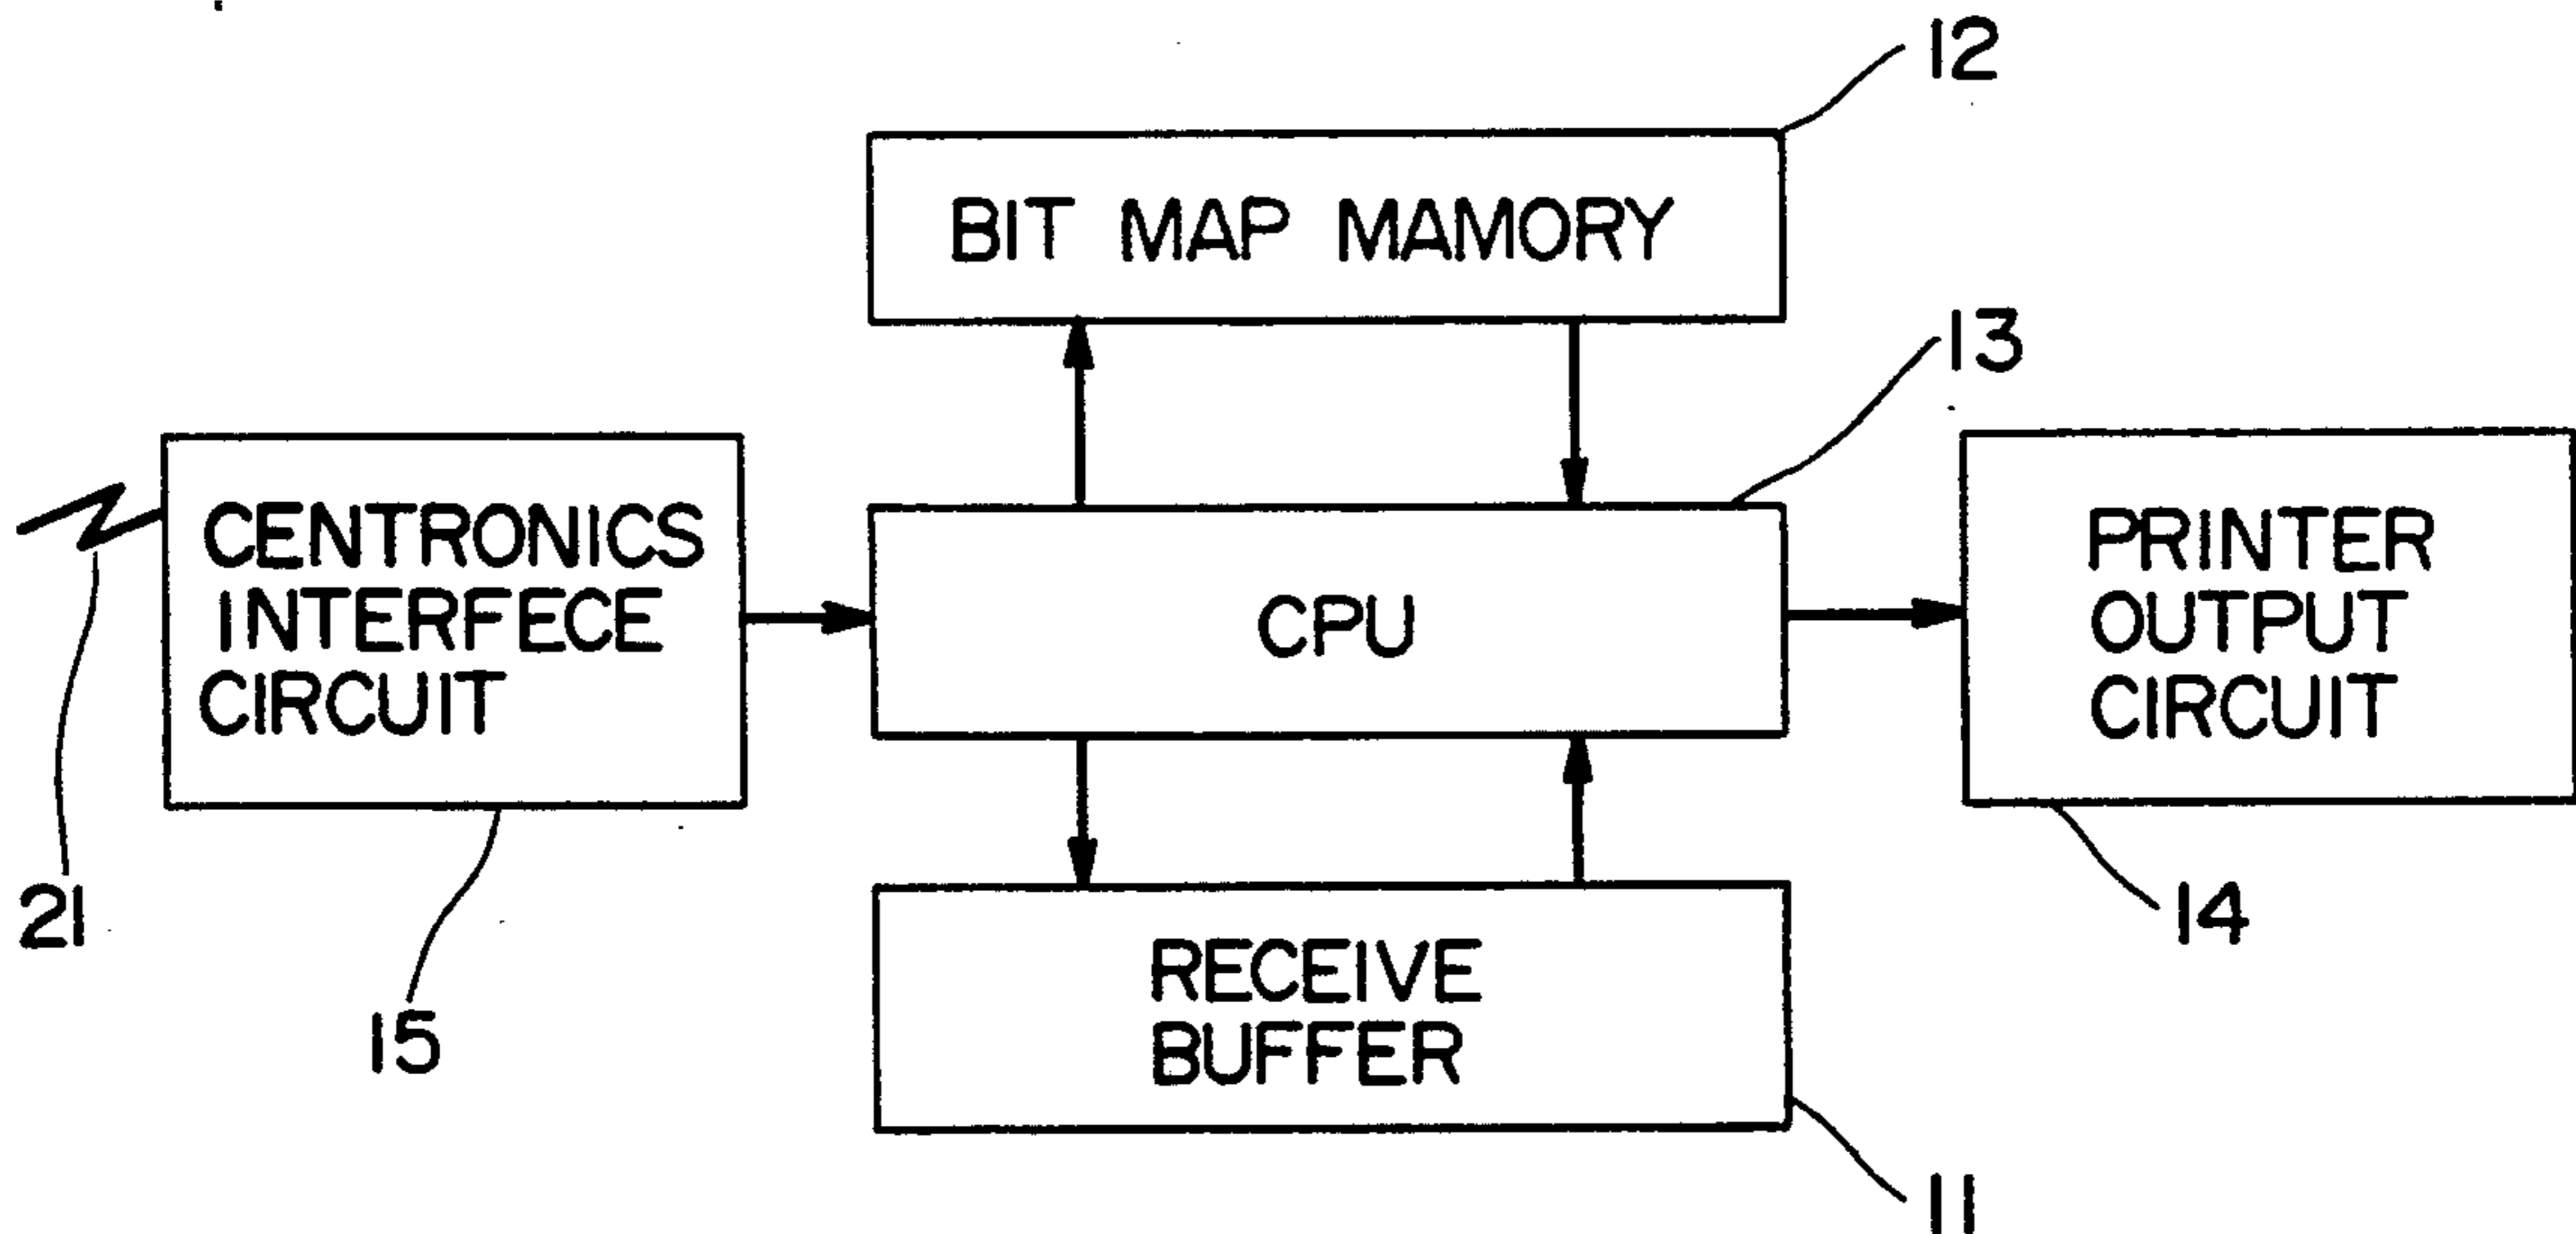 12
BIT MAP MAMORY
13
CENTRONICS
INTERFECE
CIRCUIT
CPU
PRINTER
OUTPUT
CIRCUIT
21
15
RECEIVE
BUFFER
14
11